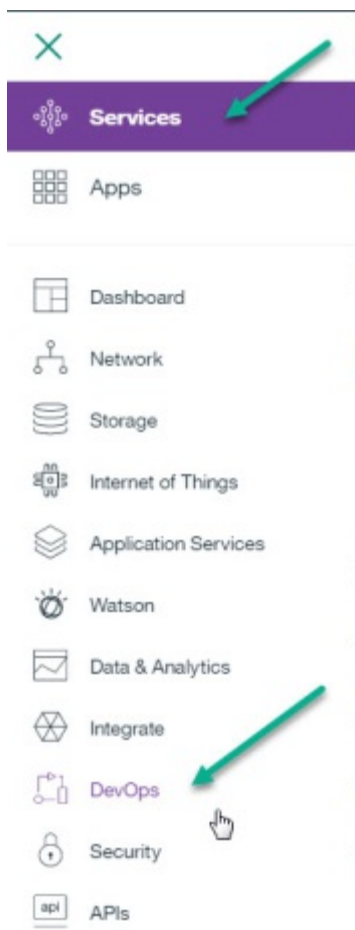 Services
Apps
Dashboard
Network
Storage
Internet of Things
Application Services
Watson
Data & Analytics
Integrate
DevOps
Security
api
APIs